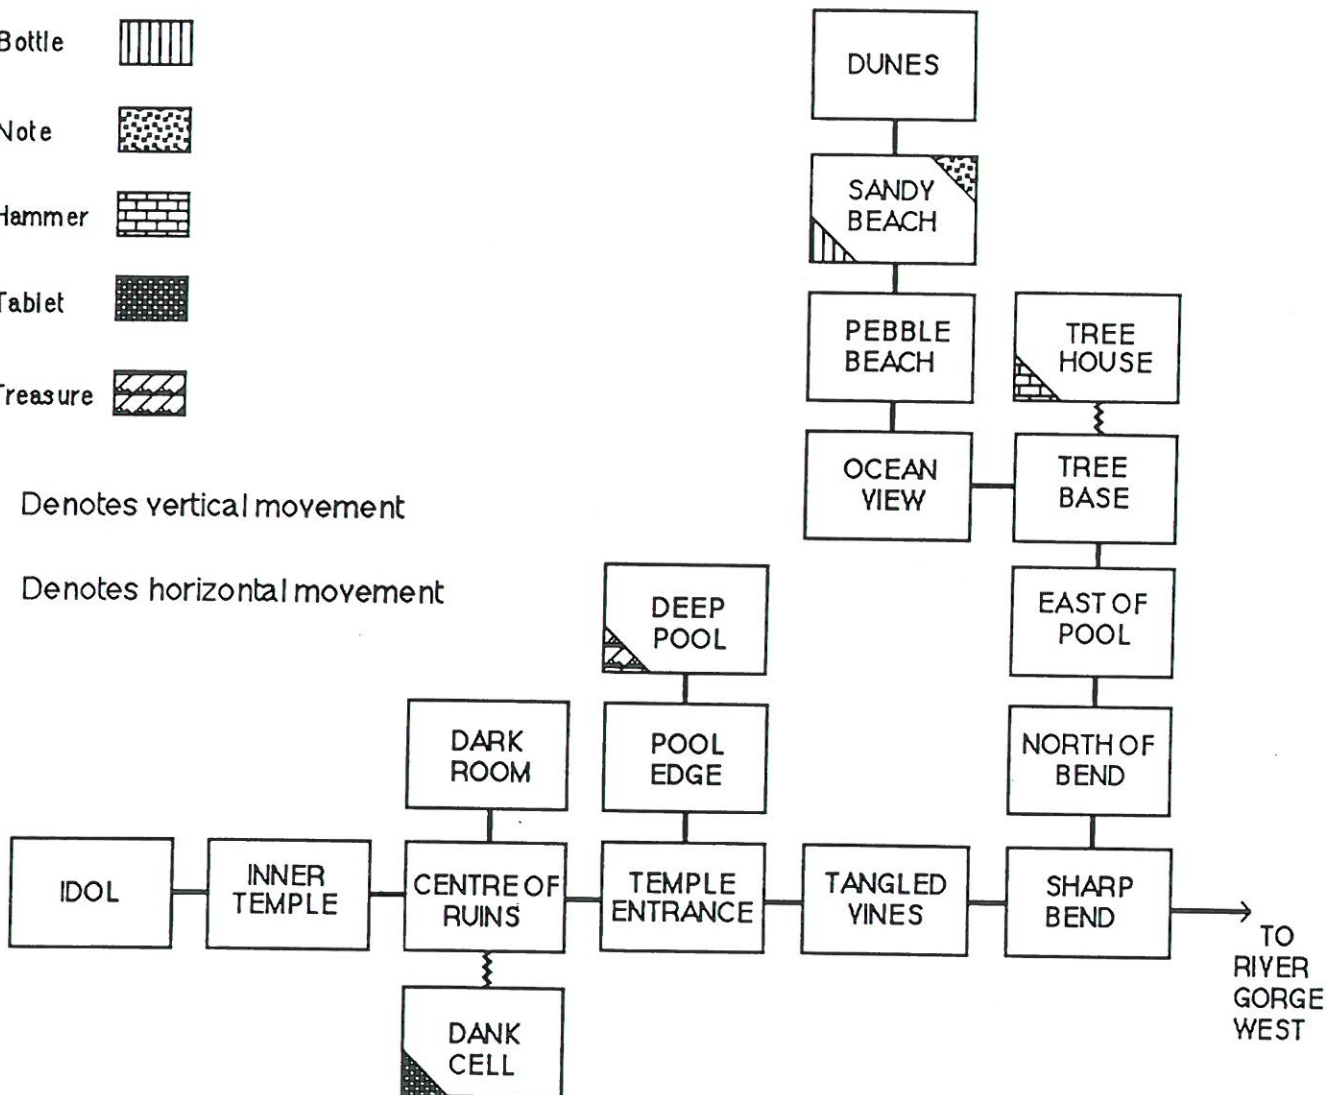 Bottle
Note
Hammer
Tablet
Treasure
Denotes vertical movement
Denotes horizontal movement
DUNES
SANDY
BEACH
PEBBLE
BEACH
TREE
HOUSE
OCEAN
VIEW
TREE
BASE
DEEP
POOL
EAST OF
POOL
DARK
ROOM
POOL
EDGE
NORTH OF
BEND
IDOL
INNER
TEMPLE
CENTRE OF
RUINS
TEMPLE
ENTRANCE
TANGLED
VINES
SHARP
BEND
TO
RIVER
GORGE
WEST
DANK
CELL